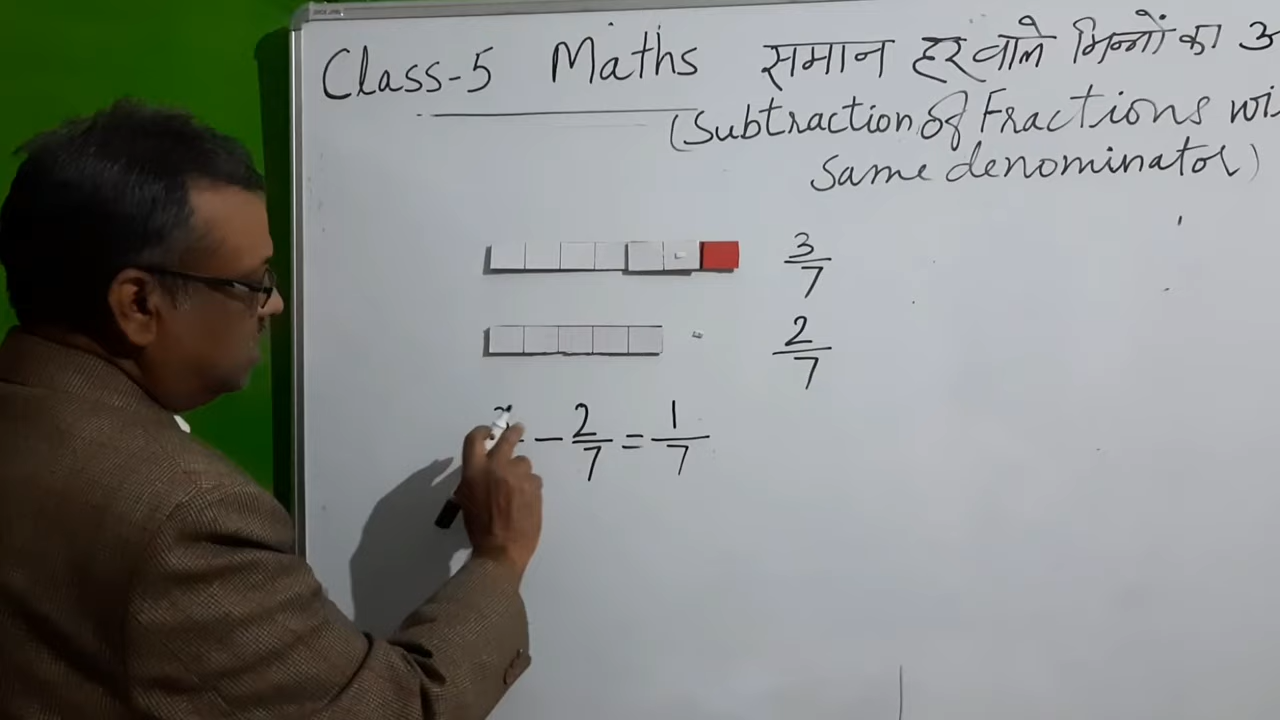 Class-5 Maths समान हर वाले भिन्नों का
(Subtraction of Fractions
same denominator)
3/7
2/7
- 2/7 = 1/7